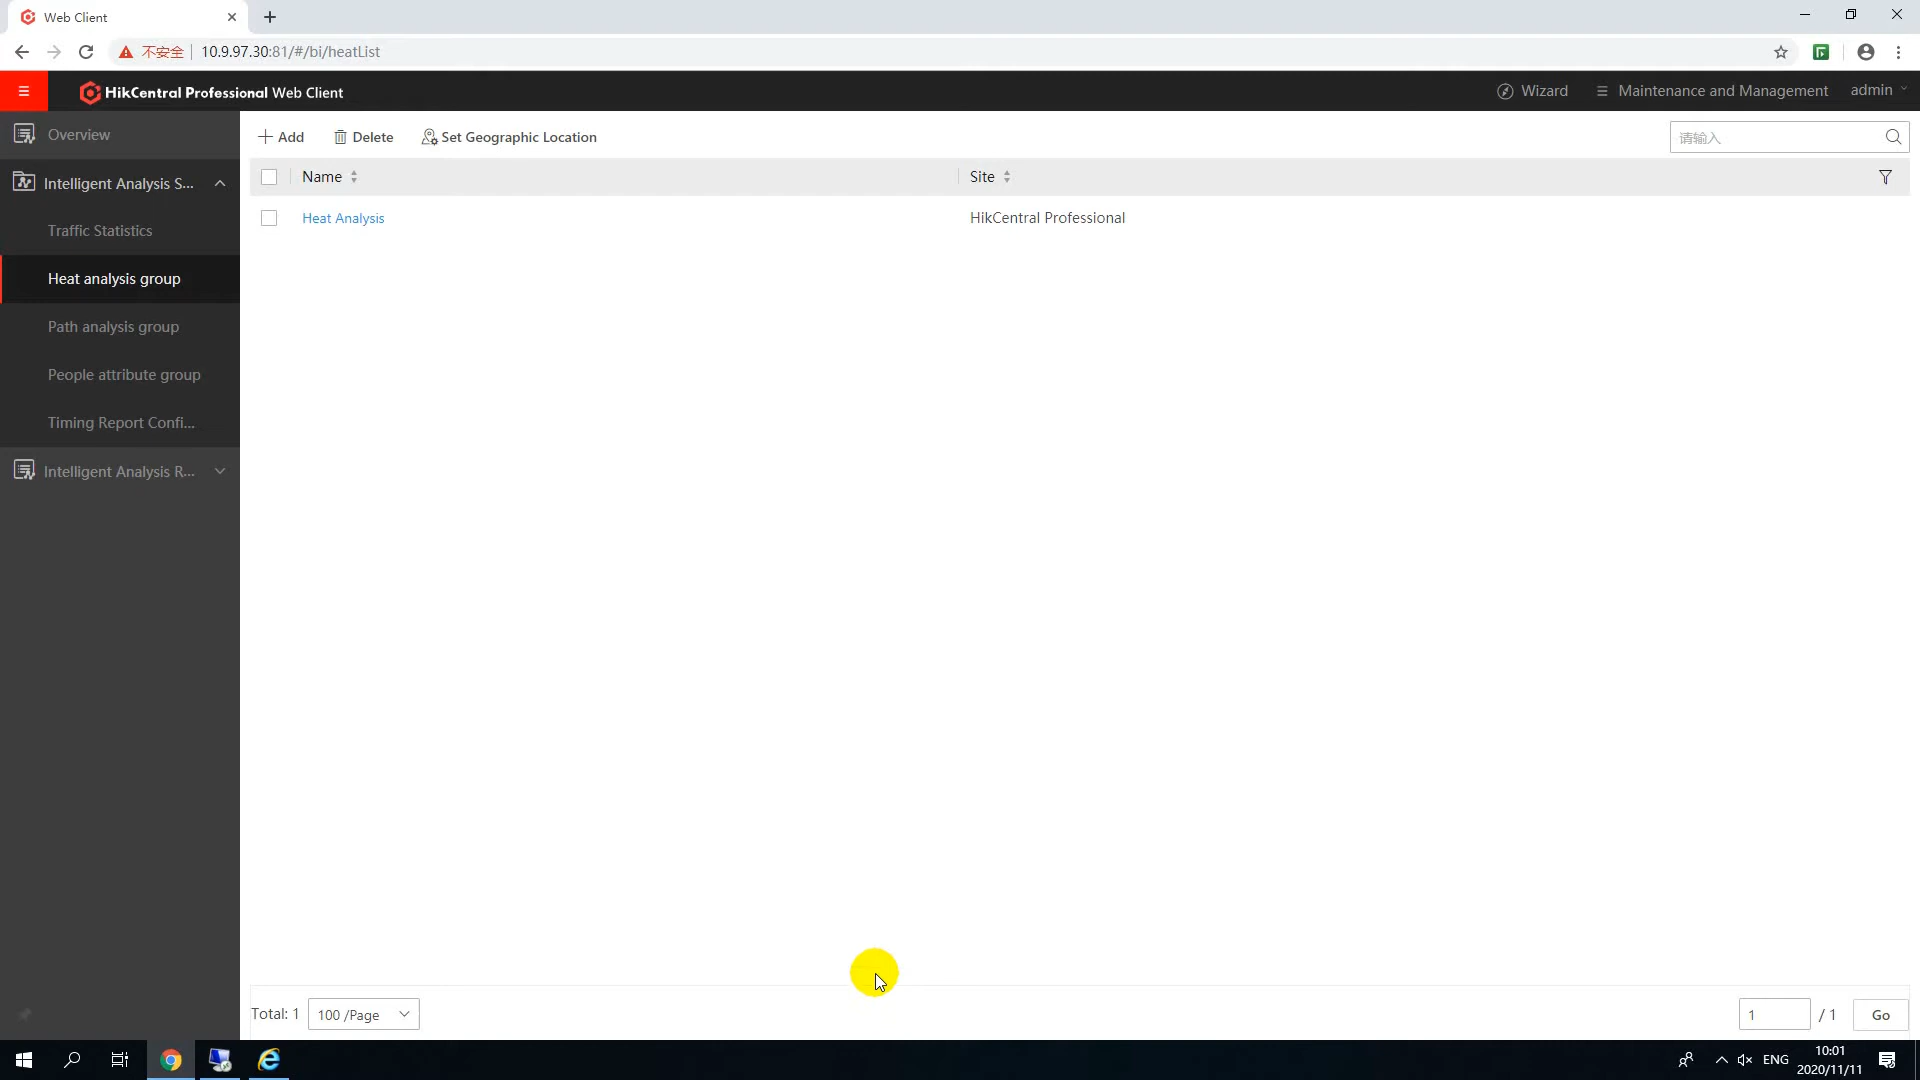 Web Client
不安全 10.9.97.30:81/#/bi/heatList
HikCentral Professional Web Client
Wizard
Maintenance and Management
admin
Overview
Intelligent Analysis S...
Traffic Statistics
Heat analysis group
Path analysis group
People attribute group
Timing Report Confi...
Intelligent Analysis R...
Add
Delete
Set Geographic Location
请输入
Name
Site
Heat Analysis
HikCentral Professional
Total: 1
100 /Page
1
/ 1
Go
ENG
10:01
2020/11/11